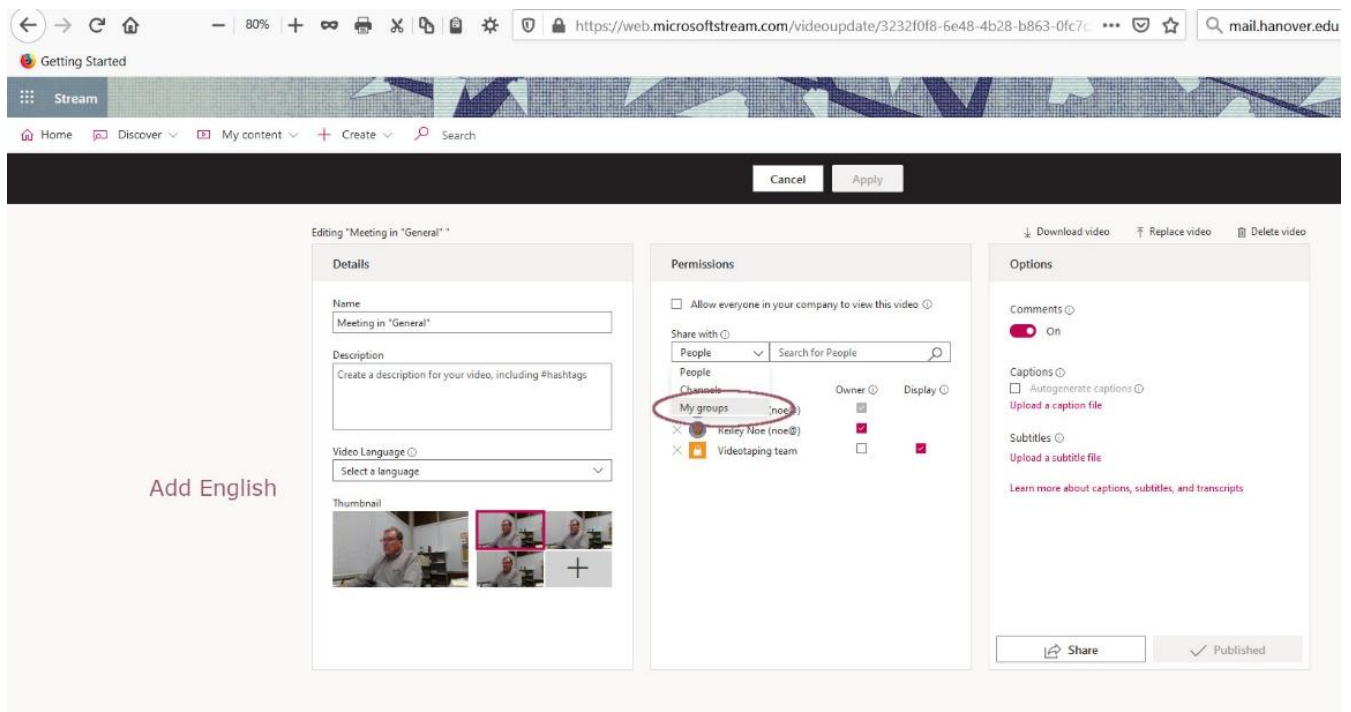 80%
https://web.microsoftstream.com/videoupdate/3232f0f8-6e48-4b28-b863-0fc7c
mail.hanover.edu
Getting Started
Stream
Home Discover My content Create Search
Cancel Apply
Editing "Meeting in "General" "
Download video Replace video Delete video
Details
Name
Meeting in "General"
Description
Create a description for your video, including #hashtags
Video Language
Select a language
Add English
Thumbnail
Permissions
Allow everyone in your company to view this video
Share with
People Search for People
People
Channels
My groups
Owner Display
(noe@)
Reiley Noe (noe@)
Videotaping team
Options
Comments
On
Captions
Autogenerate captions
Upload a caption file
Subtitles
Upload a subtitle file
Learn more about captions, subtitles, and transcripts
Share Published